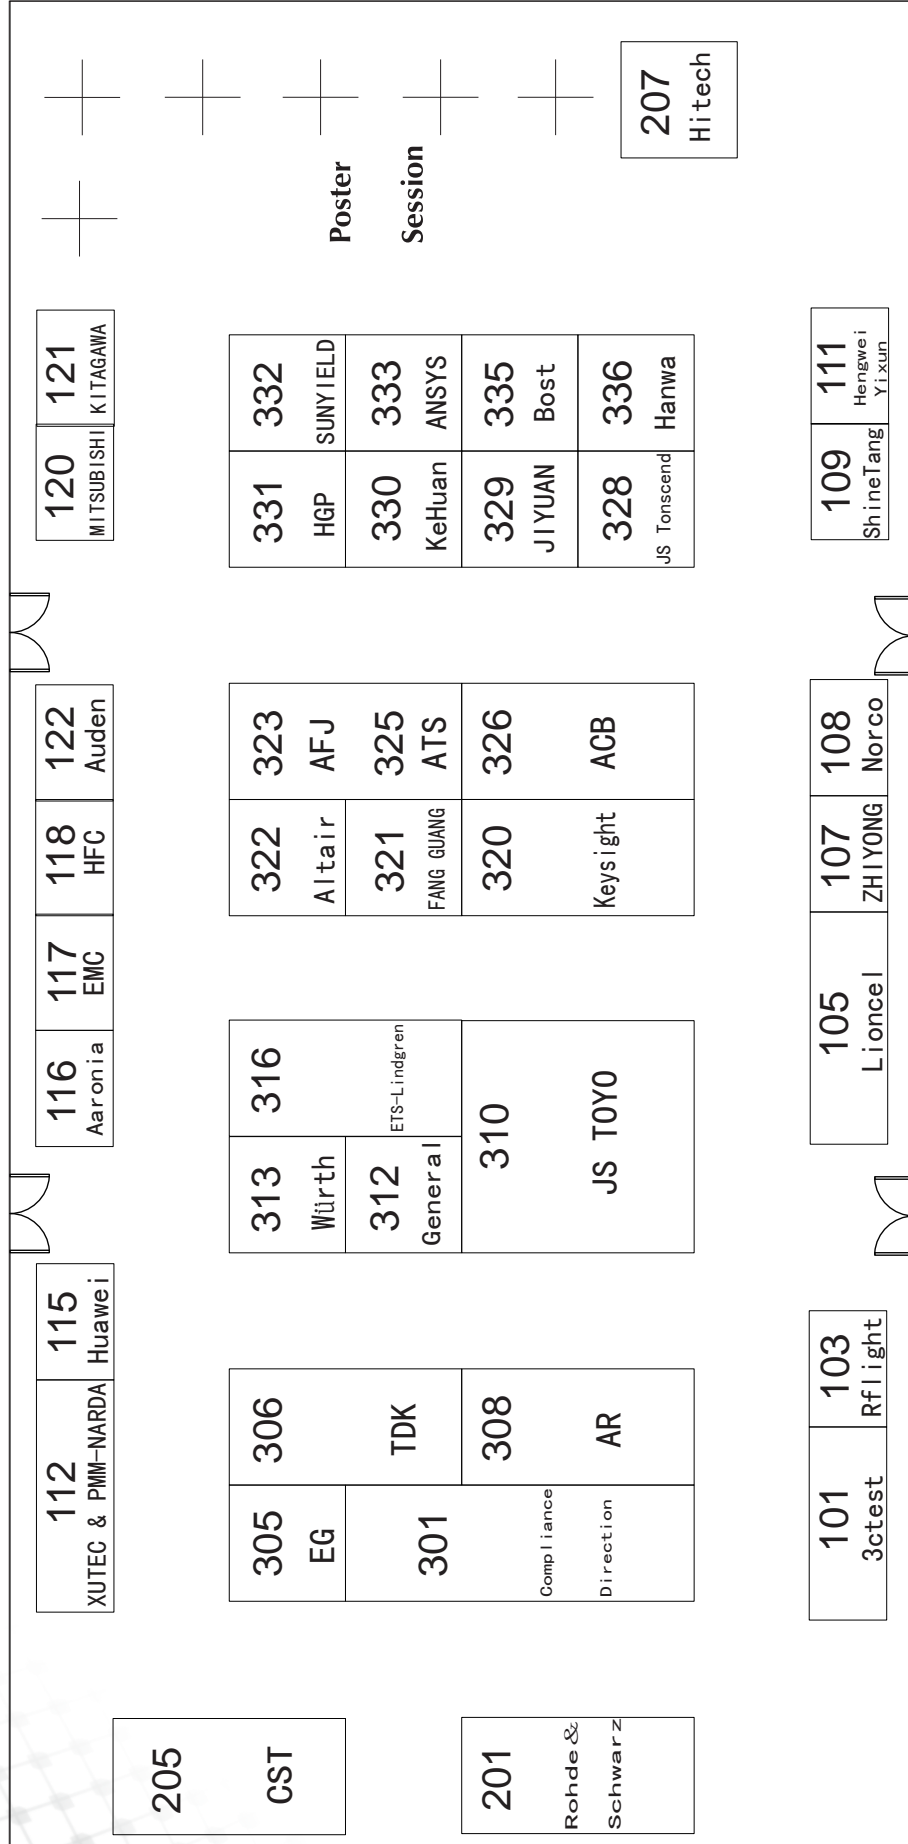 112
XUTEC & PMM-NARDA
115
Huawei
116
Aaronia
117
EMC
118
HFC
122
Auden
120
MITSUBISHI
121
KITAGAWA
205
CST
201
Rohde &
Schwarz
305
EG
306
TDK
301
Compliance
Direction
308
AR
313
Würth
316
ETS-Lindgren
312
General
310
JS TOYO
322
Altair
323
AFJ
321
FANG GUANG
325
ATS
320
Keysight
326
ACB
331
HGP
332
SUNYIELD
330
KeHuan
333
ANSYS
329
JIYUAN
335
Bost
328
JS Tonscend
336
Hanwa
Poster
Session
207
Hitech
101
3ctest
103
Rflight
105
Lioncel
107
ZHIYONG
108
Norco
109
ShineTang
111
Hengwei
Yixun